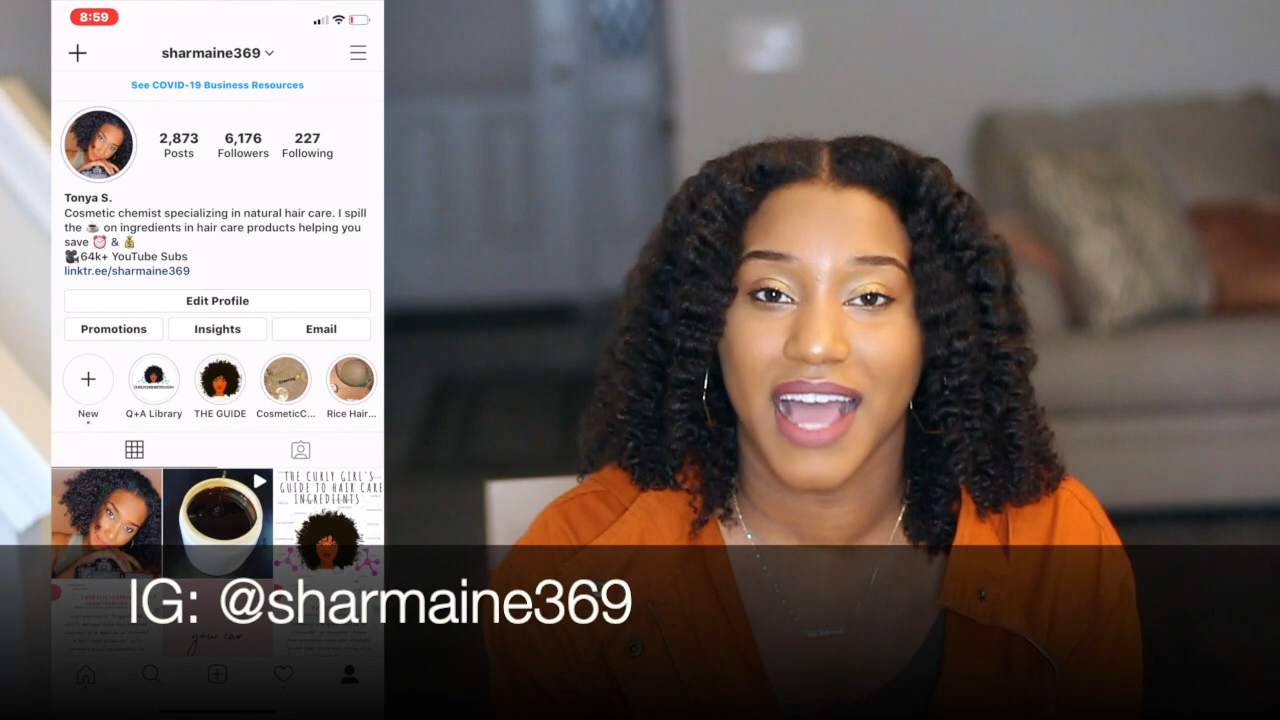 8:59
sharmaine369
See COVID-19 Business Resources
2,873 6,176 227
Posts Followers Following
Tonya S.
Cosmetic chemist specializing in natural hair care. I spill
the ☕ on ingredients in hair care products helping you
save ⏰ & 💰
🎥64k+ YouTube Subs
linktr.ee/sharmaine369
Edit Profile
Promotions Insights Email
New Q+A Library THE GUIDE CosmeticC... Rice Hair...
THE CURLY GIRL'S
GUIDE TO HAIR CARE
INGREDIENTS
you can
IG: @sharmaine369